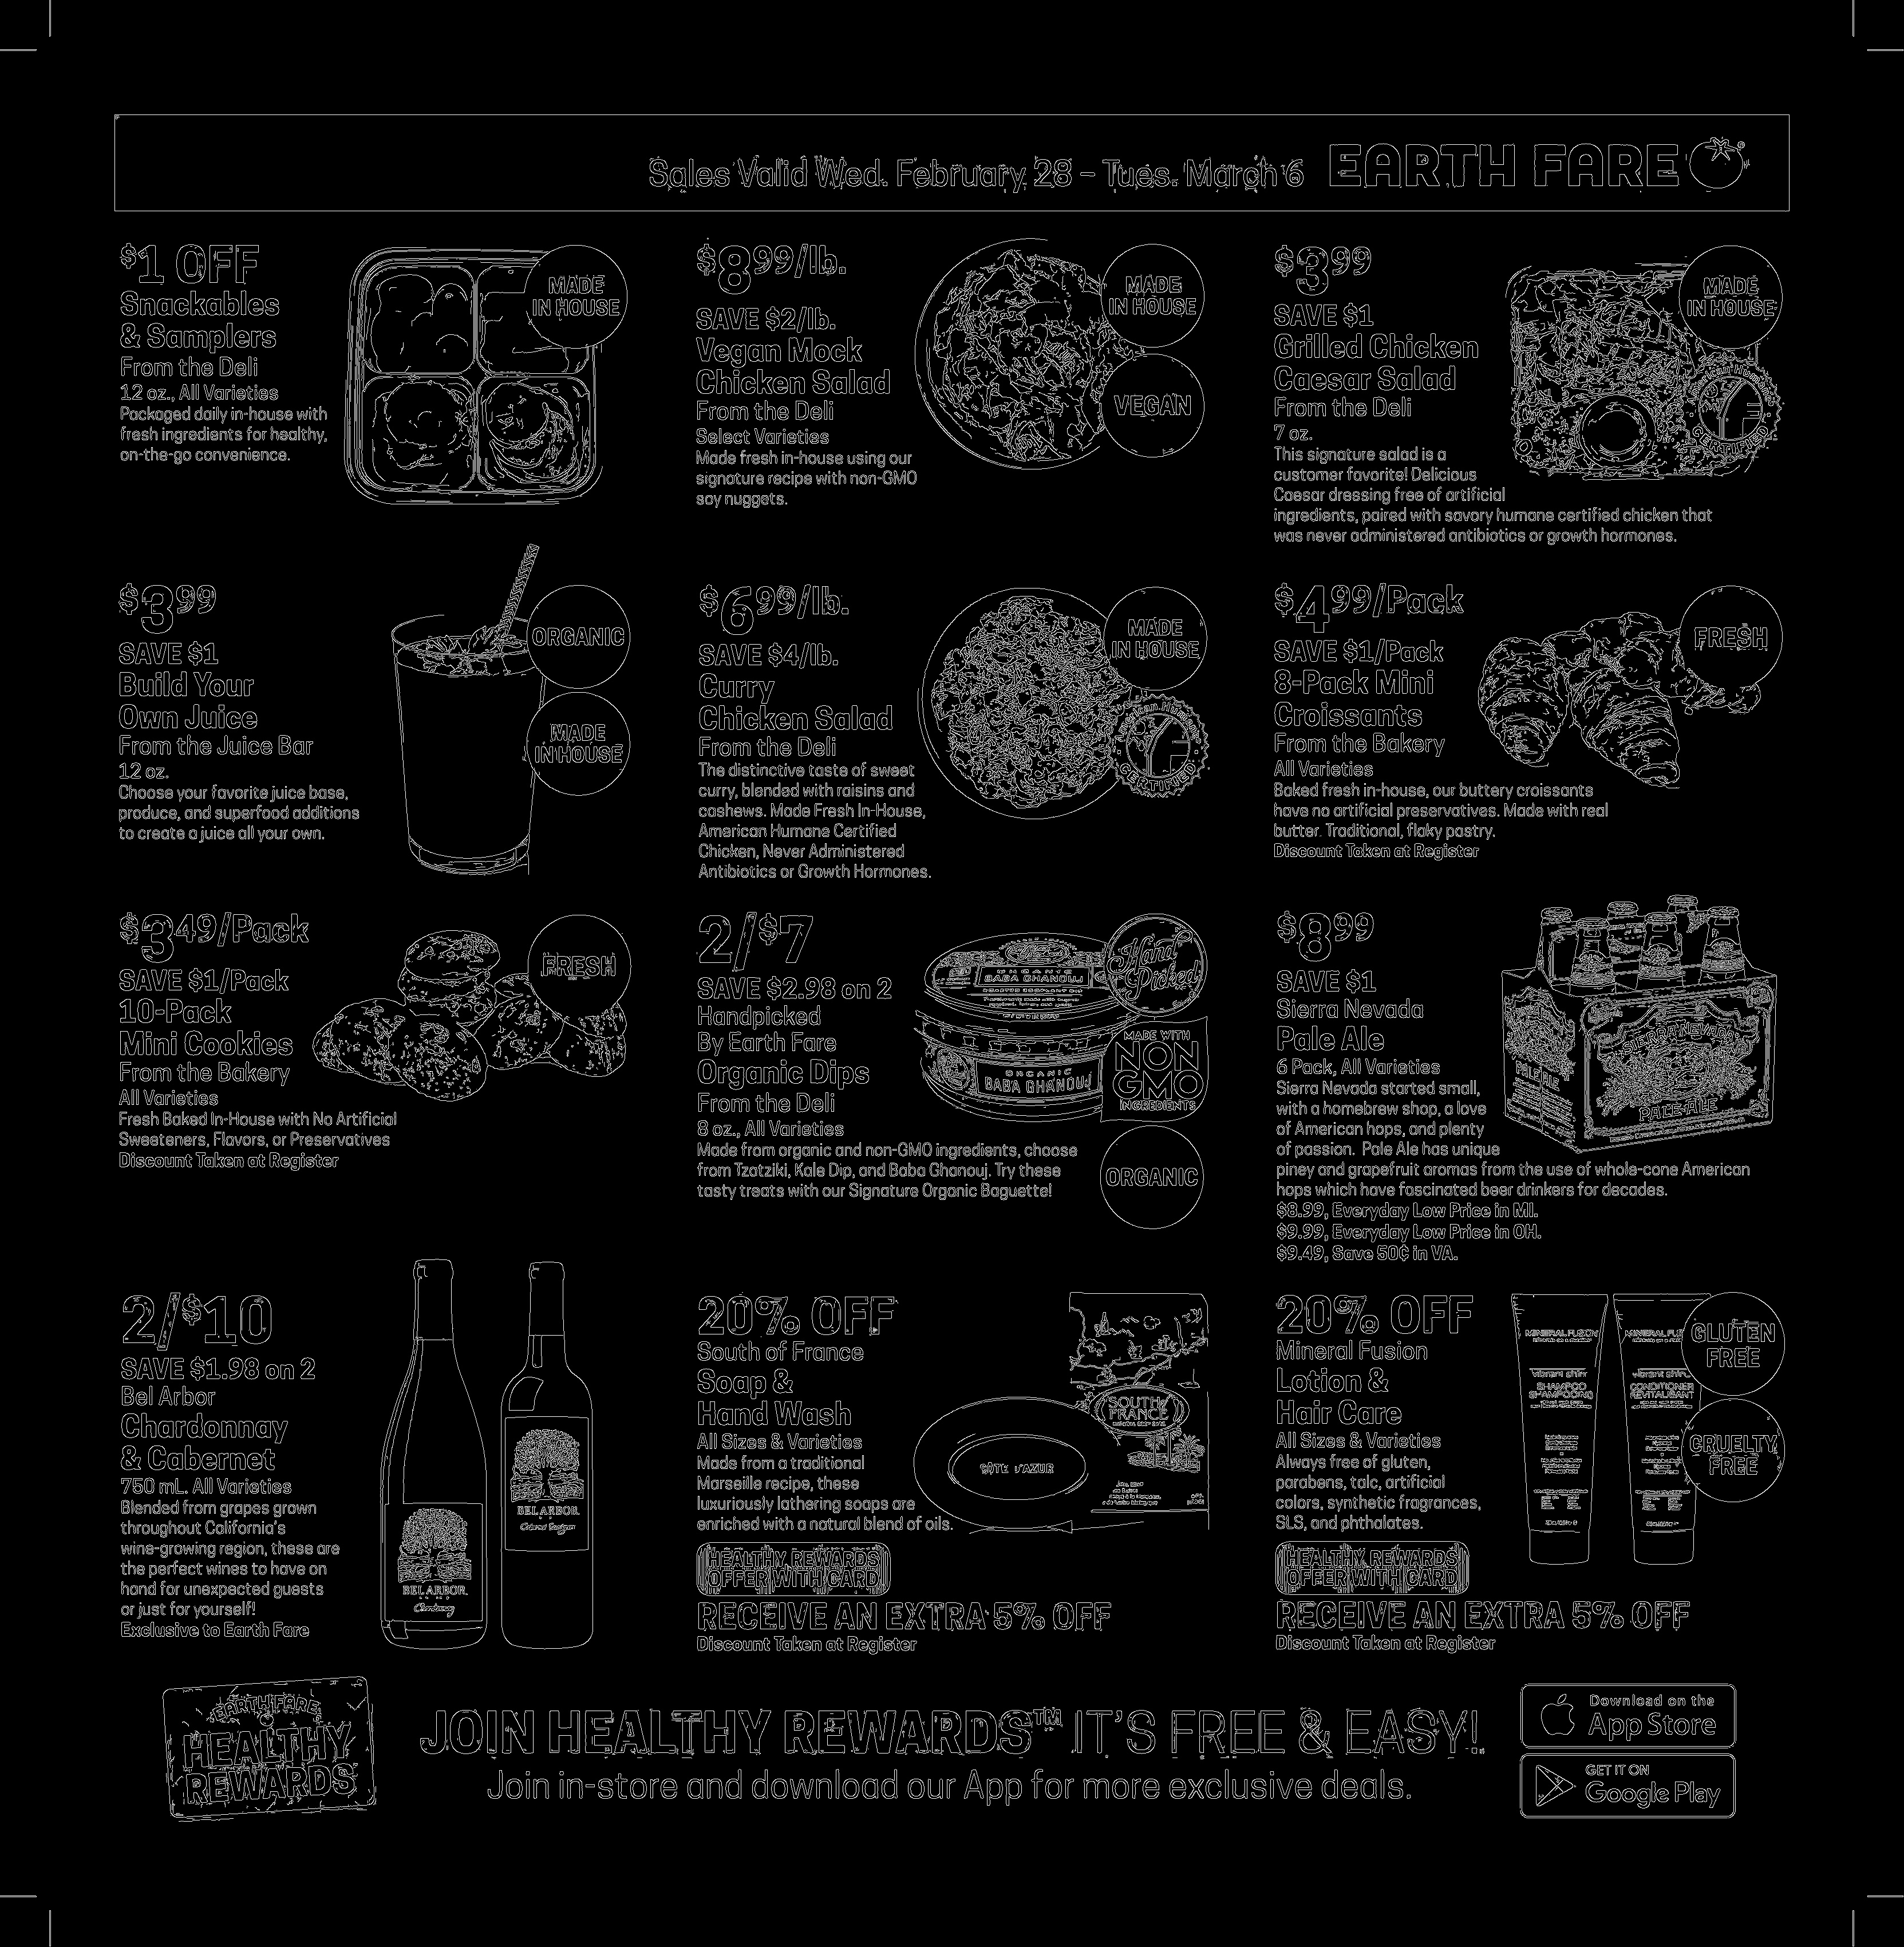 Sales Valid Wed. February 28 – Tues. March 6 EARTH FARE
$1 OFF
Snackables
& Samplers
From the Deli
12 oz., All Varieties
Packaged daily in-house with
fresh ingredients for healthy,
on-the-go convenience.
MADE
IN HOUSE
$8 99/lb.
SAVE $2/lb.
Vegan Mock
Chicken Salad
From the Deli
Select Varieties
Made fresh in-house using our
signature recipe with non-GMO
soy nuggets.
MADE
IN HOUSE
VEGAN
$3 99
SAVE $1
Grilled Chicken
Caesar Salad
From the Deli
7 oz.
This signature salad is a
customer favorite! Delicious
Caesar dressing free of artificial
ingredients, paired with savory humane certified chicken that
was never administered antibiotics or growth hormones.
MADE
IN HOUSE
CERTIFIED
$3 99
SAVE $1
Build Your
Own Juice
From the Juice Bar
12 oz.
Choose your favorite juice base,
produce, and superfood additions
to create a juice all your own.
ORGANIC
MADE
IN HOUSE
$6 99/lb.
SAVE $4/lb.
Curry
Chicken Salad
From the Deli
The distinctive taste of sweet
curry, blended with raisins and
cashews. Made Fresh In-House,
American Humane Certified
Chicken, Never Administered
Antibiotics or Growth Hormones.
MADE
IN HOUSE
CERTIFIED
$4 99/Pack
SAVE $1/Pack
8-Pack Mini
Croissants
From the Bakery
All Varieties
Baked fresh in-house, our buttery croissants
have no artificial preservatives. Made with real
butter. Traditional, flaky pastry.
Discount Taken at Register
FRESH
$3 49/Pack
SAVE $1/Pack
10-Pack
Mini Cookies
From the Bakery
All Varieties
Fresh Baked In-House with No Artificial
Sweeteners, Flavors, or Preservatives
Discount Taken at Register
FRESH
2/$7
SAVE $2.98 on 2
Handpicked
By Earth Fare
Organic Dips
From the Deli
8 oz., All Varieties
Made from organic and non-GMO ingredients, choose
from Tzatziki, Kale Dip, and Baba Ghanouj. Try these
tasty treats with our Signature Organic Baguette!
ORGANIC
BABA GHANOUJ
ORGANIC
BABA GHANOUJ
Hand
Picked
MADE WITH
NON
GMO
INGREDIENTS
ORGANIC
$8 99
SAVE $1
Sierra Nevada
Pale Ale
6 Pack, All Varieties
Sierra Nevada started small,
with a homebrew shop, a love
of American hops, and plenty
of passion. Pale Ale has unique
piney and grapefruit aromas from the use of whole-cone American
hops which have fascinated beer drinkers for decades.
$8.99, Everyday Low Price in MI.
$9.99, Everyday Low Price in OH.
$9.49, Save 50¢ in VA.
SIERRA NEVADA
PALE ALE
PALE ALE
2/$10
SAVE $1.98 on 2
Bel Arbor
Chardonnay
& Cabernet
750 mL. All Varieties
Blended from grapes grown
throughout California's
wine-growing region, these are
the perfect wines to have on
hand for unexpected guests
or just for yourself!
Exclusive to Earth Fare
BEL ARBOR
Chardonnay
BEL ARBOR
Cabernet Sauvignon
20% OFF
South of France
Soap &
Hand Wash
All Sizes & Varieties
Made from a traditional
Marseille recipe, these
luxuriously lathering soaps are
enriched with a natural blend of oils.
CÔTE D'AZUR
SOUTH of
FRANCE
HEALTHY REWARDS
OFFER WITH CARD
RECEIVE AN EXTRA 5% OFF
Discount Taken at Register
20% OFF
Mineral Fusion
Lotion &
Hair Care
All Sizes & Varieties
Always free of gluten,
parabens, talc, artificial
colors, synthetic fragrances,
SLS, and phthalates.
MINERAL FUSION
vibrant shine
SHAMPOO
SHAMPOOING
CONDITIONER
REVITALISANT
GLUTEN
FREE
CRUELTY
FREE
HEALTHY REWARDS
OFFER WITH CARD
RECEIVE AN EXTRA 5% OFF
Discount Taken at Register
EARTH FARE
HEALTHY
REWARDS
JOIN HEALTHY REWARDS™ IT'S FREE & EASY!
Join in-store and download our App for more exclusive deals.
Download on the
App Store
GET IT ON
Google Play